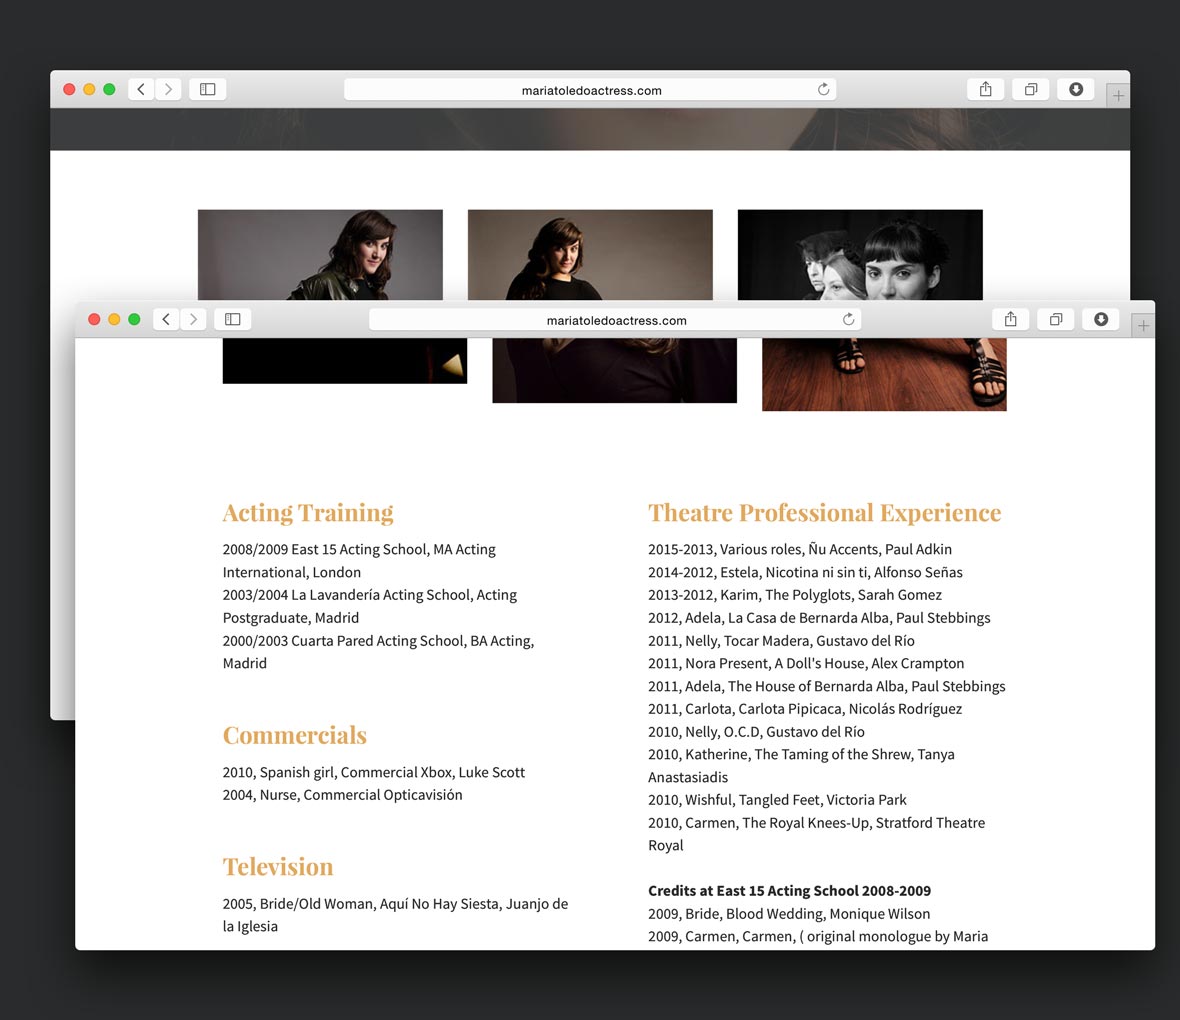 mariatoledoactress.com
mariatoledoactress.com
Acting Training
2008/2009 East 15 Acting School, MA Acting
International, London
2003/2004 La Lavandería Acting School, Acting
Postgraduate, Madrid
2000/2003 Cuarta Pared Acting School, BA Acting,
Madrid
Commercials
2010, Spanish girl, Commercial Xbox, Luke Scott
2004, Nurse, Commercial Opticavisión
Television
2005, Bride/Old Woman, Aquí No Hay Siesta, Juanjo de
la Iglesia
Theatre Professional Experience
2015-2013, Various roles, Ñu Accents, Paul Adkin
2014-2012, Estela, Nicotina ni sin ti, Alfonso Señas
2013-2012, Karim, The Polyglots, Sarah Gomez
2012, Adela, La Casa de Bernarda Alba, Paul Stebbings
2011, Nelly, Tocar Madera, Gustavo del Río
2011, Nora Present, A Doll's House, Alex Crampton
2011, Adela, The House of Bernarda Alba, Paul Stebbings
2011, Carlota, Carlota Pipicaca, Nicolás Rodríguez
2010, Nelly, O.C.D, Gustavo del Río
2010, Katherine, The Taming of the Shrew, Tanya
Anastasiadis
2010, Wishful, Tangled Feet, Victoria Park
2010, Carmen, The Royal Knees-Up, Stratford Theatre
Royal
Credits at East 15 Acting School 2008-2009
2009, Bride, Blood Wedding, Monique Wilson
2009, Carmen, Carmen, ( original monologue by Maria